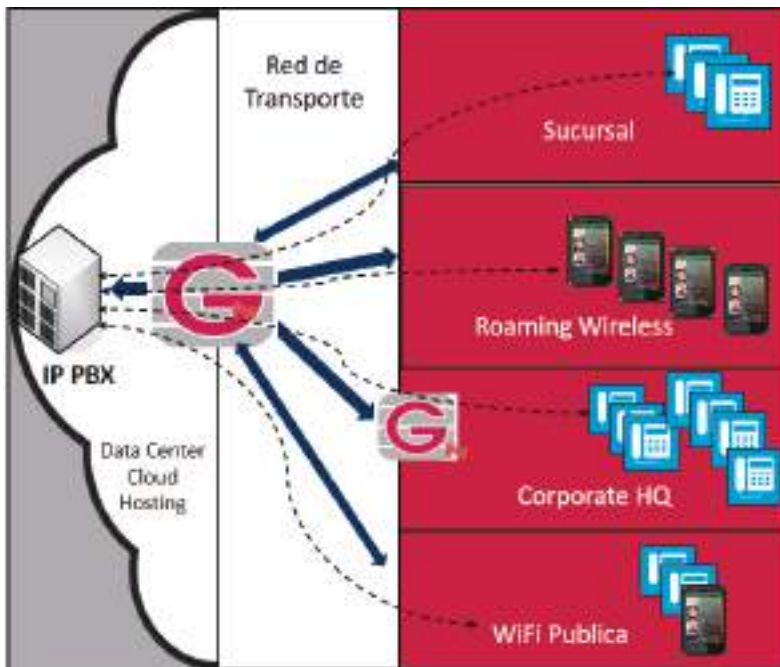 Red de
Transporte
Sucursal
Roaming Wireless
IP PBX
Data Center
Cloud
Hosting
Corporate HQ
WiFi Publica